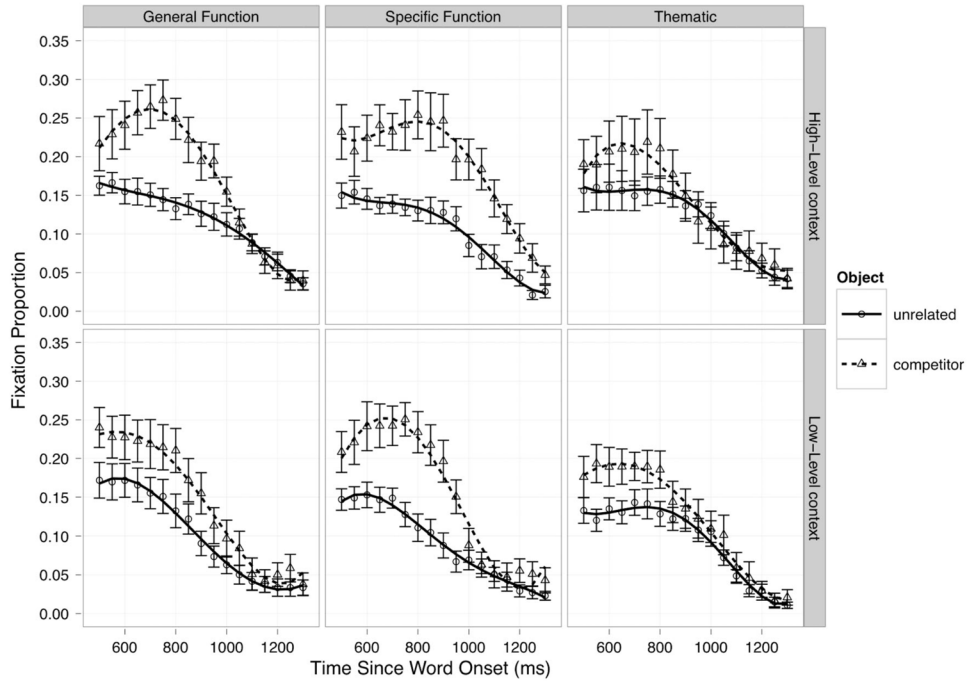 General Function
Specific Function
Thematic
0.35
0.30
0.25
0.20
0.15
0.10
0.05
0.00
High−Level context
Fixation Proportion
0.35
0.30
0.25
0.20
0.15
0.10
0.05
0.00
Low−Level context
600 800 1000 1200
600 800 1000 1200
600 800 1000 1200
Time Since Word Onset (ms)
Object
unrelated
competitor